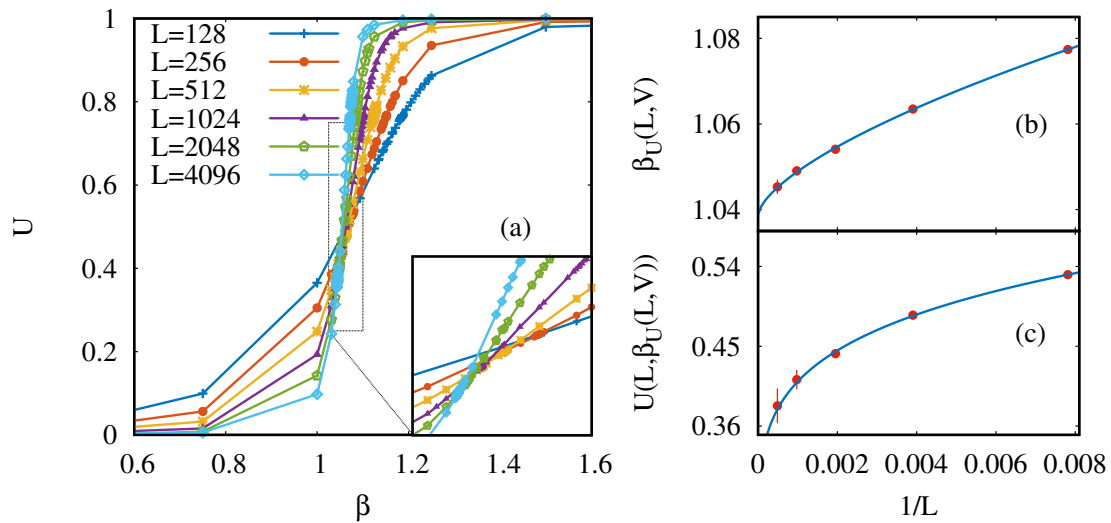 U
1
0.8
0.6
0.4
0.2
0
L=128
L=256
L=512
L=1024
L=2048
L=4096
(a)
0.6 0.8 1 1.2 1.4 1.6
β
β_U(L,V)
1.08
1.06
1.04
(b)
U(L,β_U(L,V))
0.54
0.45
0.36
(c)
0 0.002 0.004 0.006 0.008
1/L